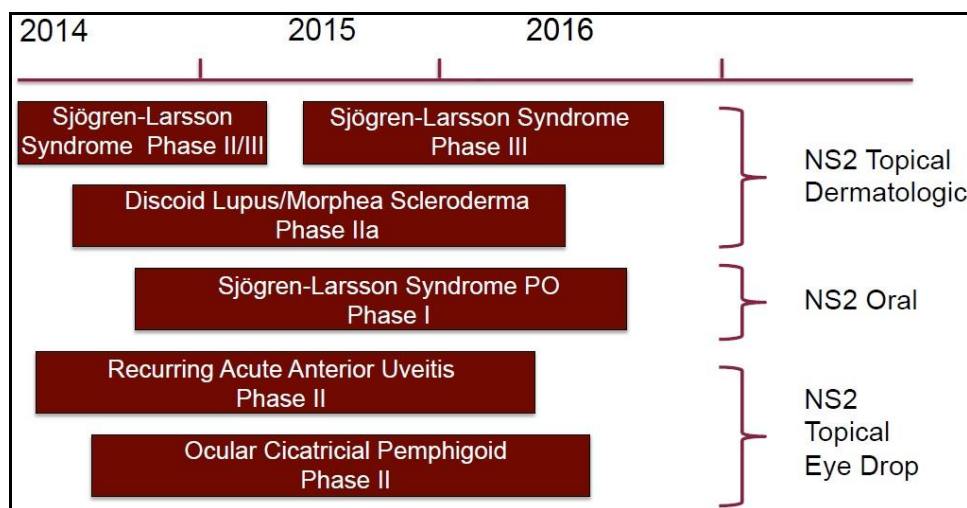 2014 2015 2016
Sjögren-Larsson
Syndrome Phase II/III
Sjögren-Larsson Syndrome
Phase III
Discoid Lupus/Morphea Scleroderma
Phase IIa
NS2 Topical
Dermatologic
Sjögren-Larsson Syndrome PO
Phase I
NS2 Oral
Recurring Acute Anterior Uveitis
Phase II
Ocular Cicatricial Pemphigoid
Phase II
NS2
Topical
Eye Drop